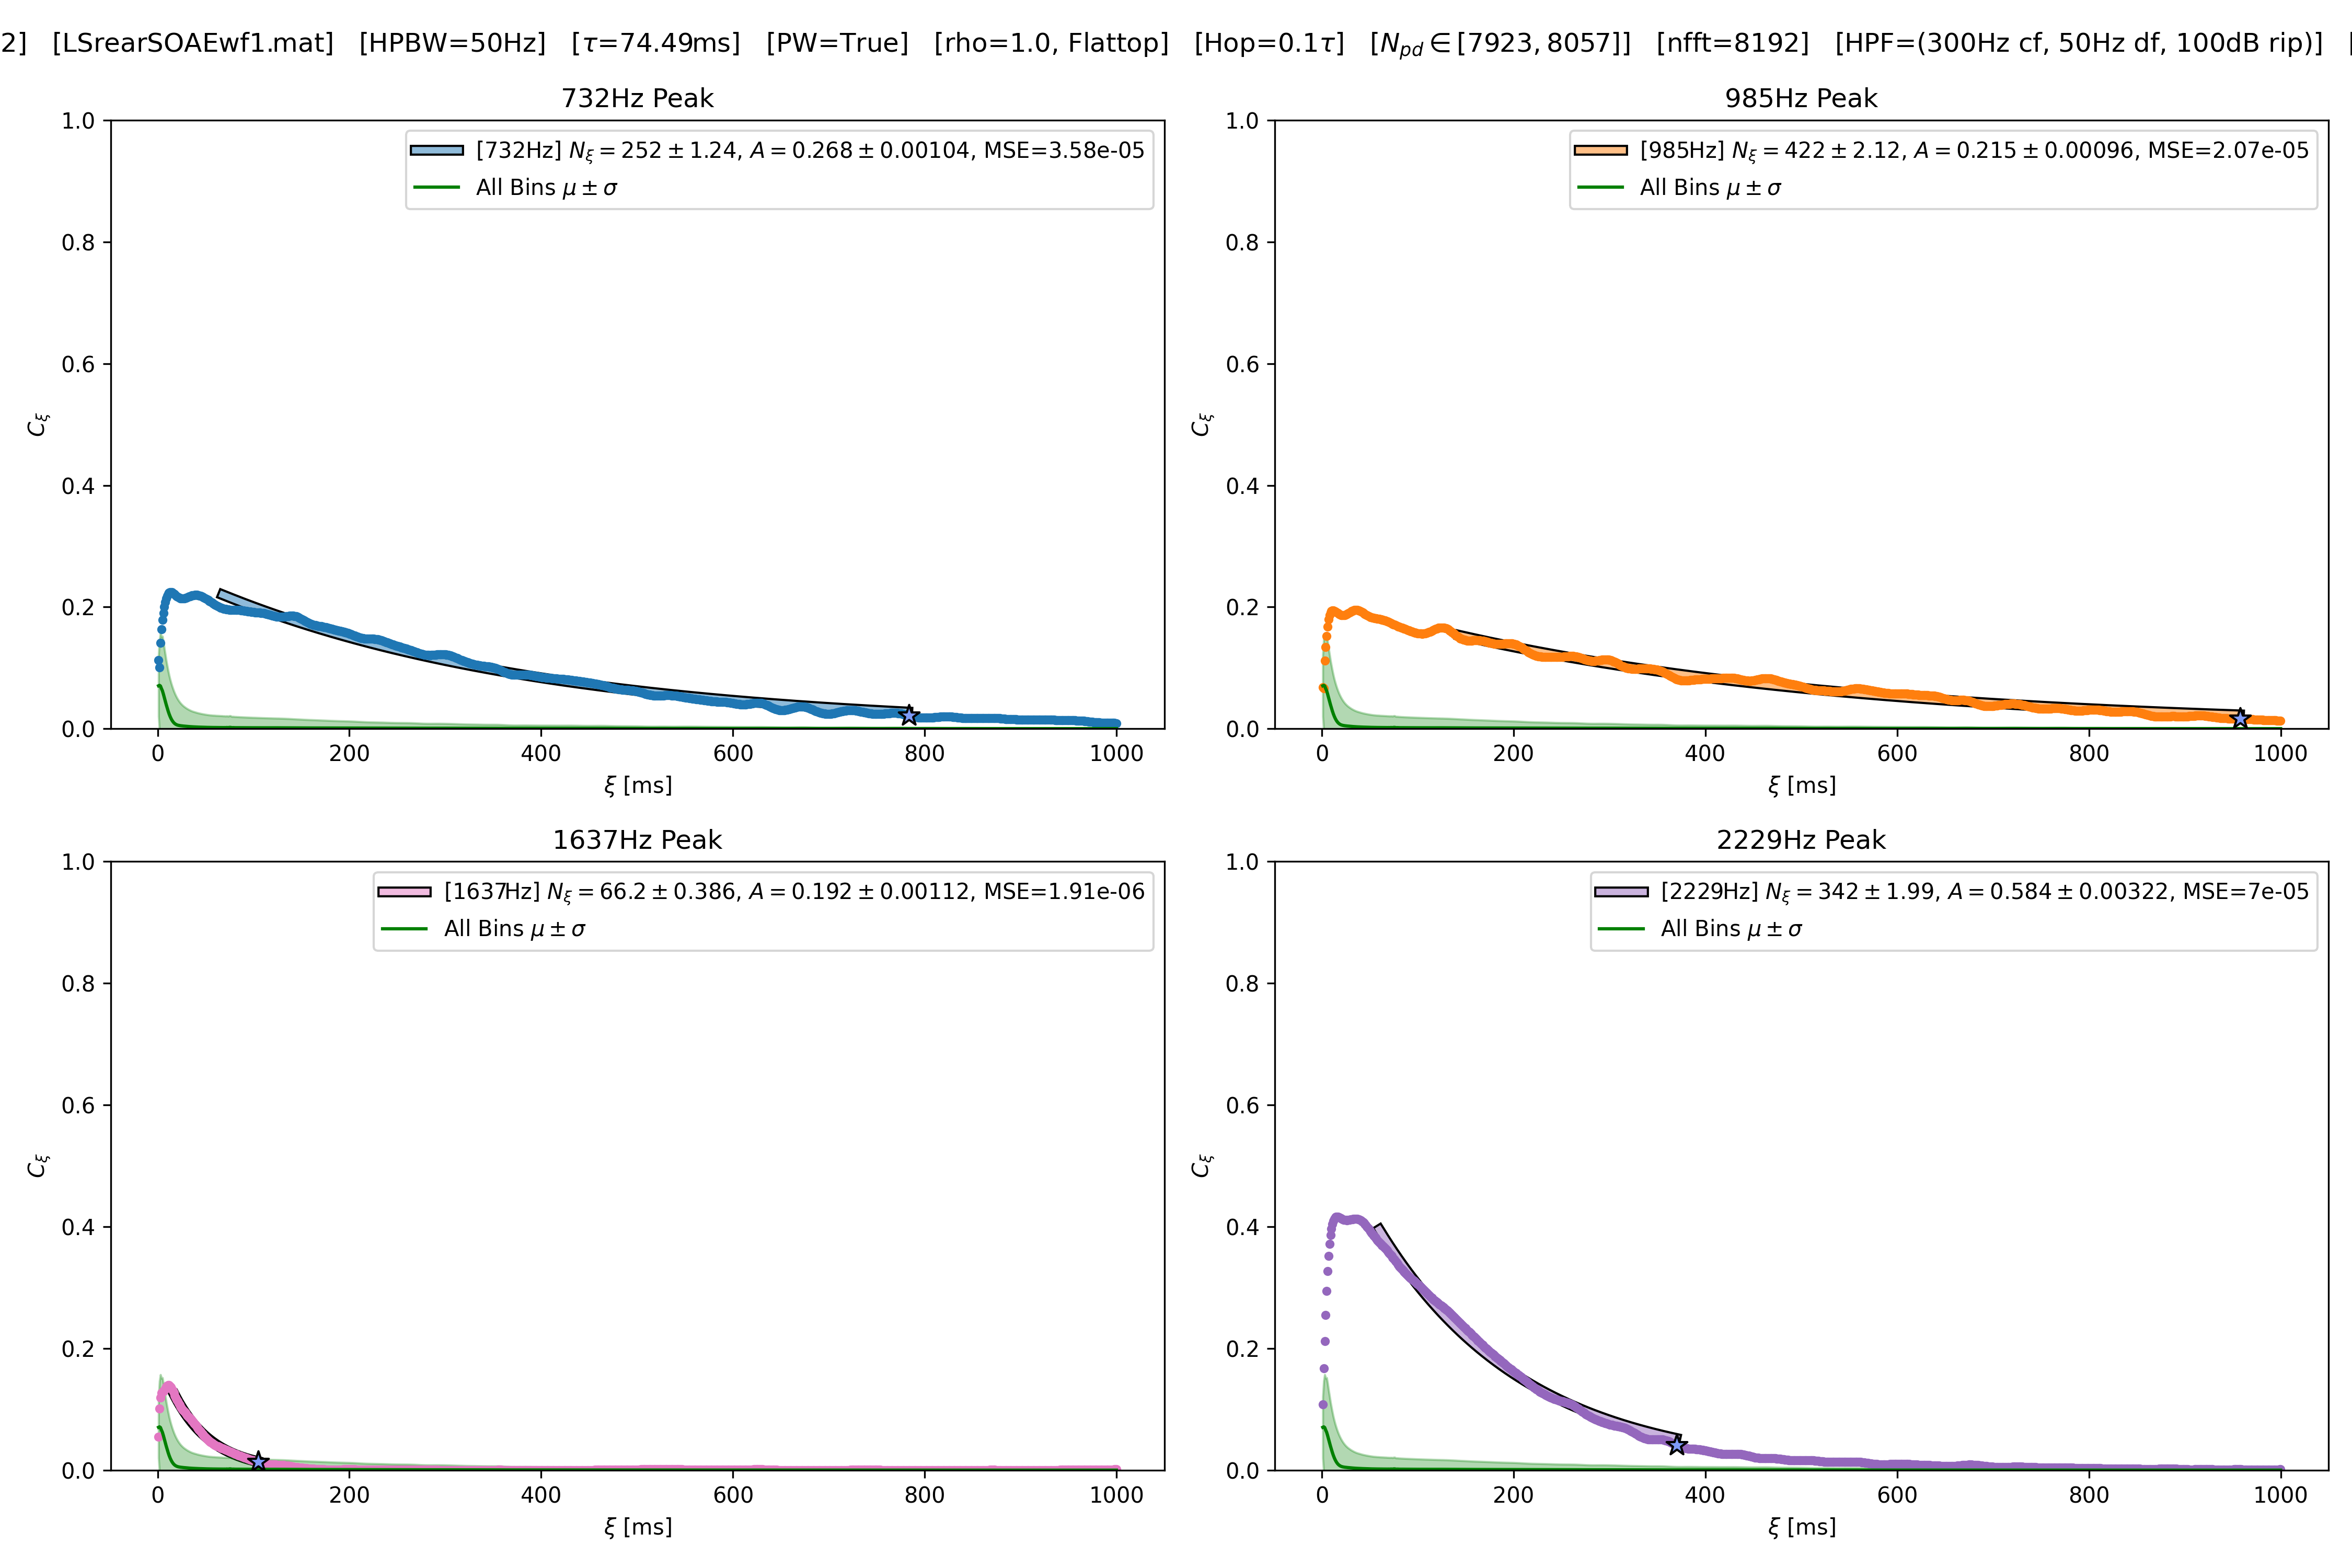 2] [LSrearSOAEwf1.mat] [HPBW=50Hz] [τ=74.49ms] [PW=True] [rho=1.0, Flattop] [Hop=0.1τ] [N_pd ∈ [7923, 8057]] [nfft=8192] [HPF=(300Hz cf, 50Hz df, 100dB rip)] [
732Hz Peak
1.0
0.8
0.6
0.4
0.2
0.0
C_ξ
[732Hz] N_ξ = 252 ± 1.24, A = 0.268 ± 0.00104, MSE=3.58e-05
All Bins μ ± σ
0 200 400 600 800 1000
ξ [ms]
985Hz Peak
1.0
0.8
0.6
0.4
0.2
0.0
C_ξ
[985Hz] N_ξ = 422 ± 2.12, A = 0.215 ± 0.00096, MSE=2.07e-05
All Bins μ ± σ
0 200 400 600 800 1000
ξ [ms]
1637Hz Peak
1.0
0.8
0.6
0.4
0.2
0.0
C_ξ
[1637Hz] N_ξ = 66.2 ± 0.386, A = 0.192 ± 0.00112, MSE=1.91e-06
All Bins μ ± σ
0 200 400 600 800 1000
ξ [ms]
2229Hz Peak
1.0
0.8
0.6
0.4
0.2
0.0
C_ξ
[2229Hz] N_ξ = 342 ± 1.99, A = 0.584 ± 0.00322, MSE=7e-05
All Bins μ ± σ
0 200 400 600 800 1000
ξ [ms]